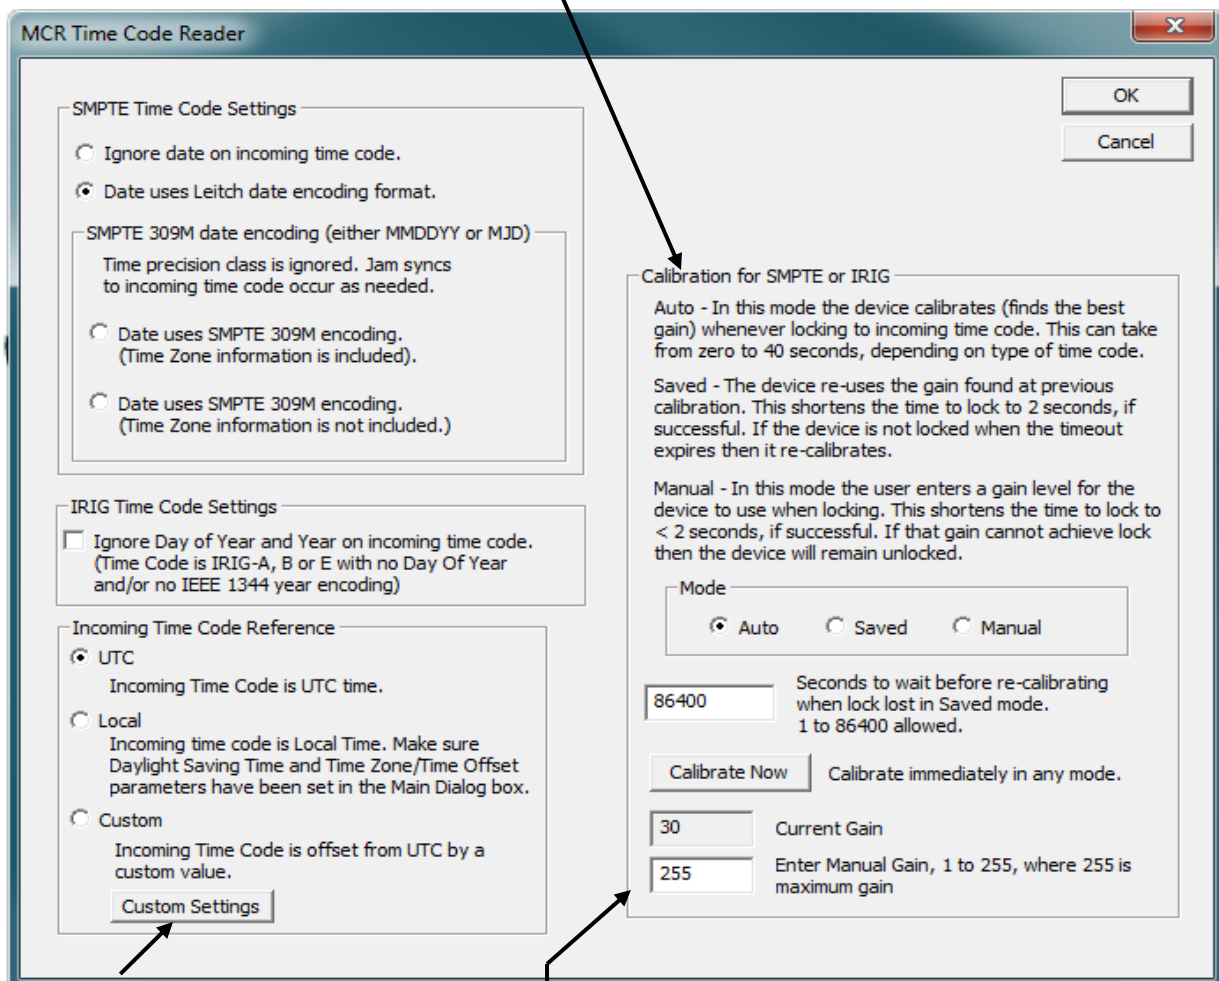 MCR Time Code Reader
OK
Cancel
SMPTE Time Code Settings
Ignore date on incoming time code.
Date uses Leitch date encoding format.
SMPTE 309M date encoding (either MMDDYY or MJD)
Time precision class is ignored. Jam syncs
to incoming time code occur as needed.
Date uses SMPTE 309M encoding.
(Time Zone information is included).
Date uses SMPTE 309M encoding.
(Time Zone information is not included.)
IRIG Time Code Settings
Ignore Day of Year and Year on incoming time code.
(Time Code is IRIG-A, B or E with no Day Of Year
and/or no IEEE 1344 year encoding)
Incoming Time Code Reference
UTC
Incoming Time Code is UTC time.
Local
Incoming time code is Local Time. Make sure
Daylight Saving Time and Time Zone/Time Offset
parameters have been set in the Main Dialog box.
Custom
Incoming Time Code is offset from UTC by a
custom value.
Custom Settings
Calibration for SMPTE or IRIG
Auto - In this mode the device calibrates (finds the best
gain) whenever locking to incoming time code. This can take
from zero to 40 seconds, depending on type of time code.
Saved - The device re-uses the gain found at previous
calibration. This shortens the time to lock to 2 seconds, if
successful. If the device is not locked when the timeout
expires then it re-calibrates.
Manual - In this mode the user enters a gain level for the
device to use when locking. This shortens the time to lock to
< 2 seconds, if successful. If that gain cannot achieve lock
then the device will remain unlocked.
Mode
Auto Saved Manual
86400
Seconds to wait before re-calibrating
when lock lost in Saved mode.
1 to 86400 allowed.
Calibrate Now Calibrate immediately in any mode.
30 Current Gain
255
Enter Manual Gain, 1 to 255, where 255 is
maximum gain